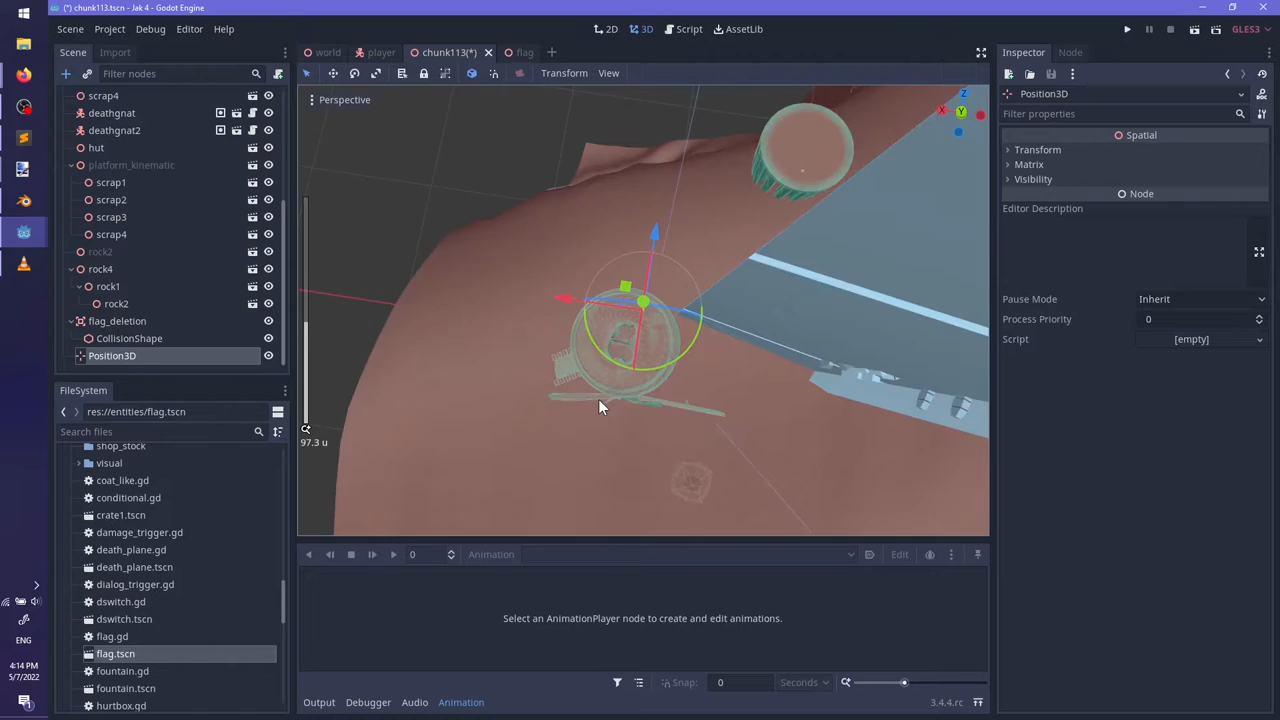 (*) chunk113.tscn - Jak 4 - Godot Engine
Scene Project Debug Editor Help
2D 3D Script AssetLib
GLES3
Scene Import
world player chunk113(*) flag
Inspector Node
Filter nodes
Transform View
Perspective
Z
X
Y
Position3D
Filter properties
Spatial
Transform
Matrix
Visibility
Node
Editor Description
Pause Mode Inherit
Process Priority 0
Script [empty]
scrap4
deathgnat
deathgnat2
hut
platform_kinematic
scrap1
scrap2
scrap3
scrap4
rock2
rock4
rock1
rock2
flag_deletion
CollisionShape
Position3D
97.3 u
FileSystem
res://entities/flag.tscn
Search files
shop_stock
visual
coat_like.gd
conditional.gd
crate1.tscn
damage_trigger.gd
death_plane.gd
death_plane.tscn
dialog_trigger.gd
dswitch.gd
dswitch.tscn
flag.gd
flag.tscn
fountain.gd
fountain.tscn
hurtbox.gd
0 Animation Edit
Select an AnimationPlayer node to create and edit animations.
Snap: 0 Seconds
Output Debugger Audio Animation
3.4.4.rc
ENG
4:14 PM
5/7/2022
1